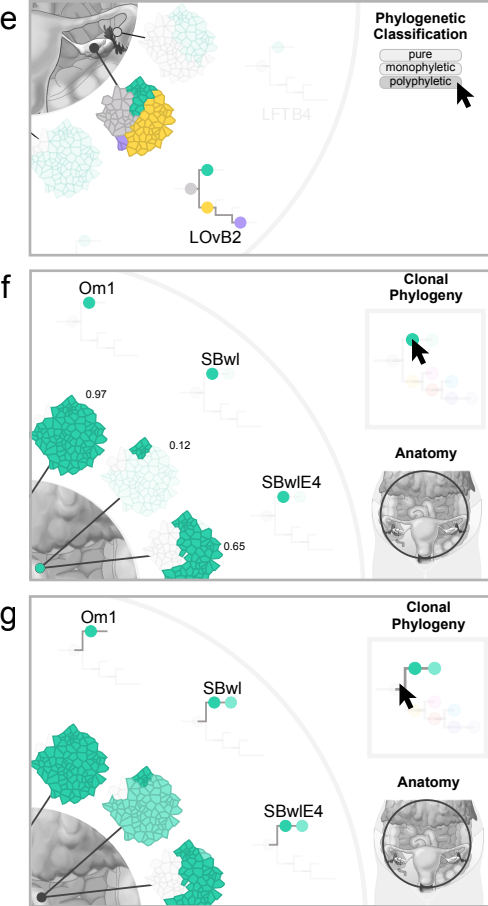 e
Phylogenetic
Classification
pure
monophyletic
polyphyletic
LFTB4
LOvB2
f
Om1
Clonal
Phylogeny
SBwl
0.97
0.12
Anatomy
SBwlE4
0.65
g
Om1
Clonal
Phylogeny
SBwl
Anatomy
SBwlE4